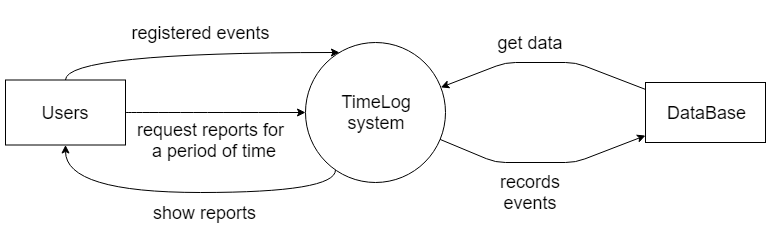 registered events
get data
Users
TimeLog
system
DataBase
request reports for
a period of time
show reports
records
events